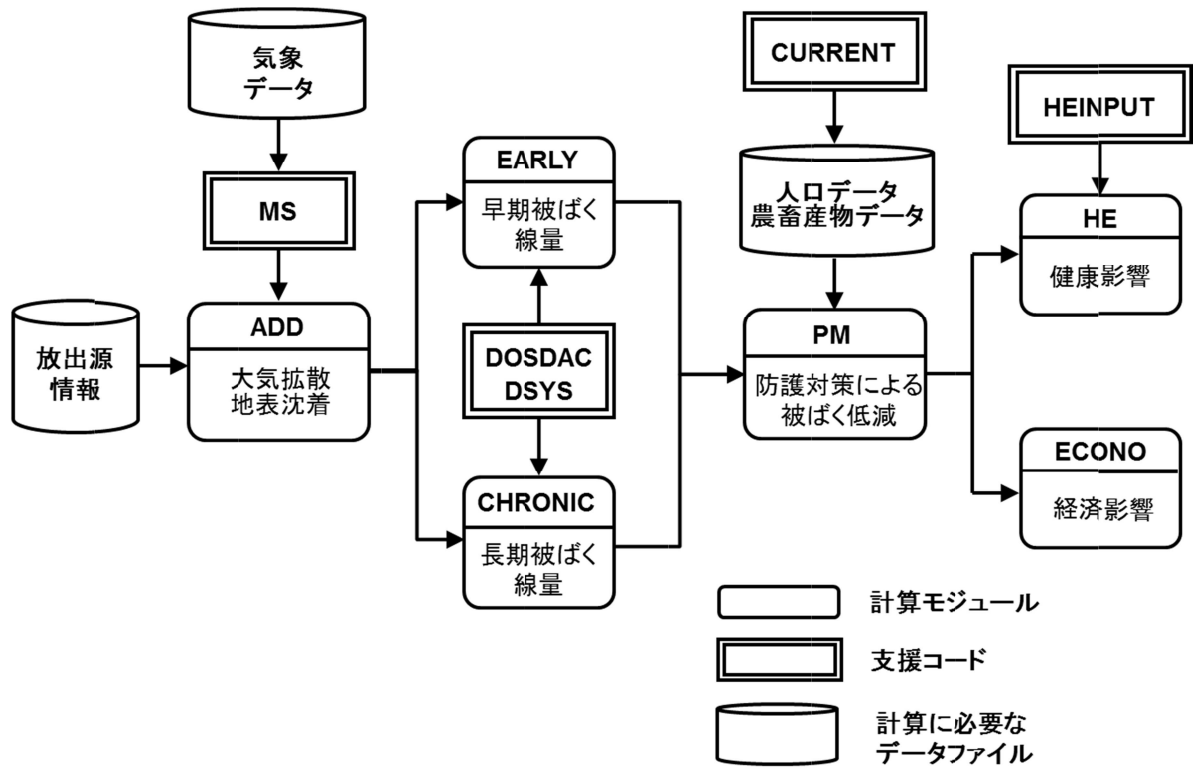 気象
データ
MS
放出源
情報
ADD
大気拡散
地表沈着
EARLY
早期被ばく
線量
DOSDAC
DSYS
CHRONIC
長期被ばく
線量
CURRENT
人口データ
農畜産物データ
PM
防護対策による
被ばく低減
HEINPUT
HE
健康影響
ECONO
経済影響
計算モジュール
支援コード
計算に必要な
データファイル